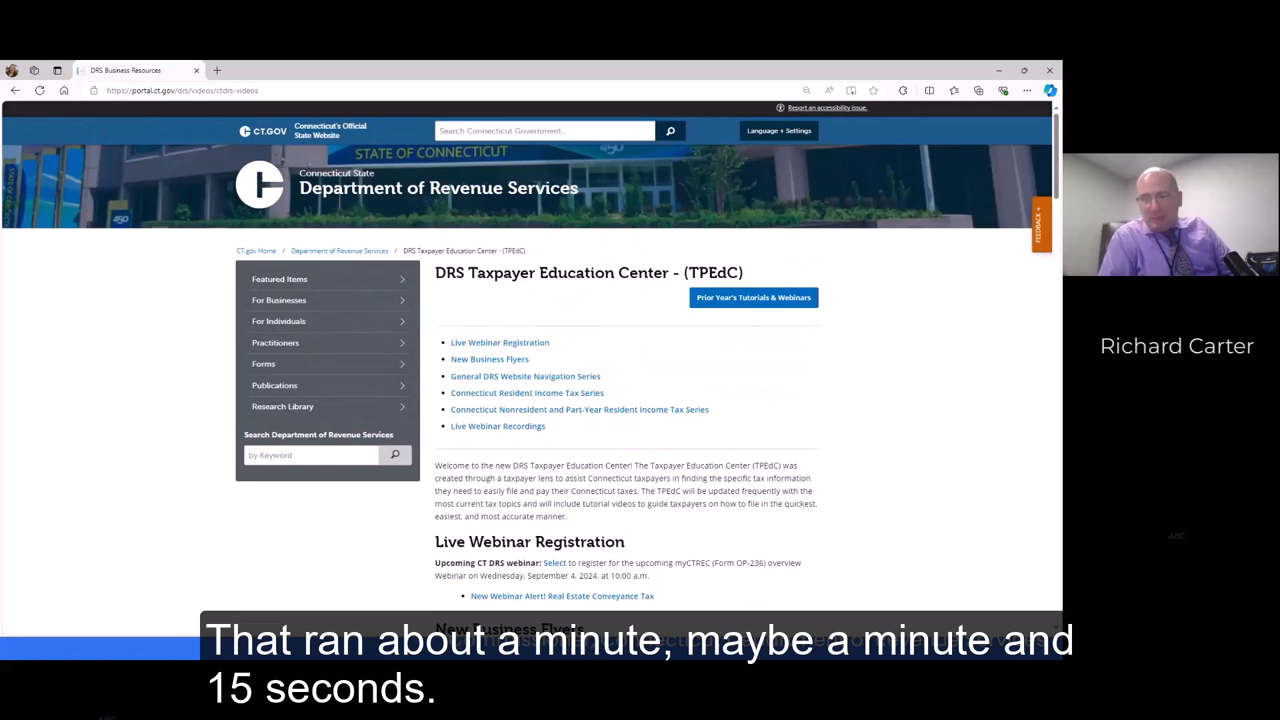 DRS Business Resources
https://portal.ct.gov/drs/videos/ctdrs-videos
Report an accessibility issue.
CT.GOV
Connecticut's Official
State Website
Search Connecticut Government..
Language + Settings
STATE OF CONNECTICUT
450
Connecticut State
Department of Revenue Services
450
FEEDBACK +
CT.gov Home / Department of Revenue Services / DRS Taxpayer Education Center - (TPEdC)
Featured Items
For Businesses
For Individuals
Practitioners
Forms
Publications
Research Library
Search Department of Revenue Services
by Keyword
DRS Taxpayer Education Center - (TPEdC)
Prior Year's Tutorials & Webinars
Live Webinar Registration
New Business Flyers
General DRS Website Navigation Series
Connecticut Resident Income Tax Series
Connecticut Nonresident and Part-Year Resident Income Tax Series
Live Webinar Recordings
Welcome to the new DRS Taxpayer Education Center! The Taxpayer Education Center (TPEdC) was
created through a taxpayer lens to assist Connecticut taxpayers in finding the specific tax information
they need to easily file and pay their Connecticut taxes. The TPEdC will be updated frequently with the
most current tax topics and will include tutorial videos to guide taxpayers on how to file in the quickest,
easiest, and most accurate manner.
Live Webinar Registration
Upcoming CT DRS webinar: Select to register for the upcoming myCTREC (Form OP-236) overview
Webinar on Wednesday, September 4, 2024. at 10:00 a.m.
New Webinar Alert! Real Estate Conveyance Tax
New Business Flyers
Richard Carter
ABC
That ran about a minute, maybe a minute and
15 seconds.
ABC